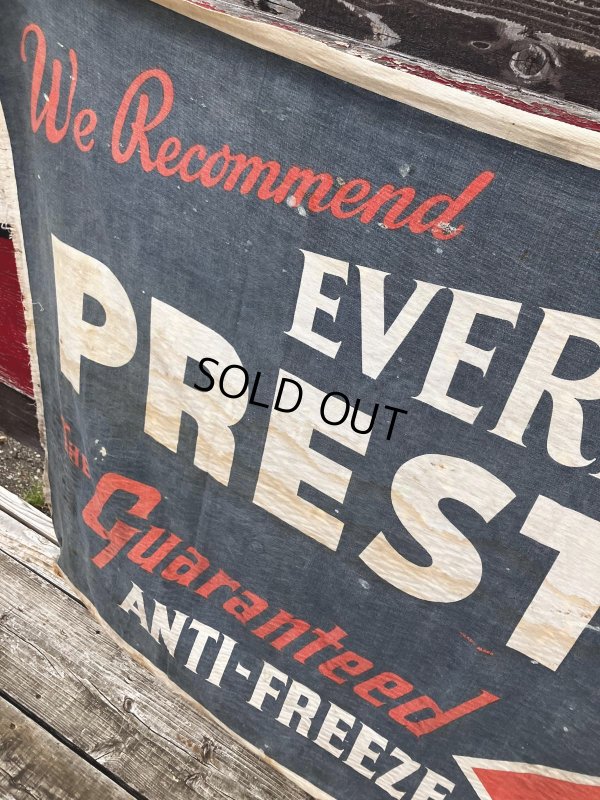 We Recommend
EVER
PREST
SOLD OUT
THE
Guaranteed
ANTI-FREEZE